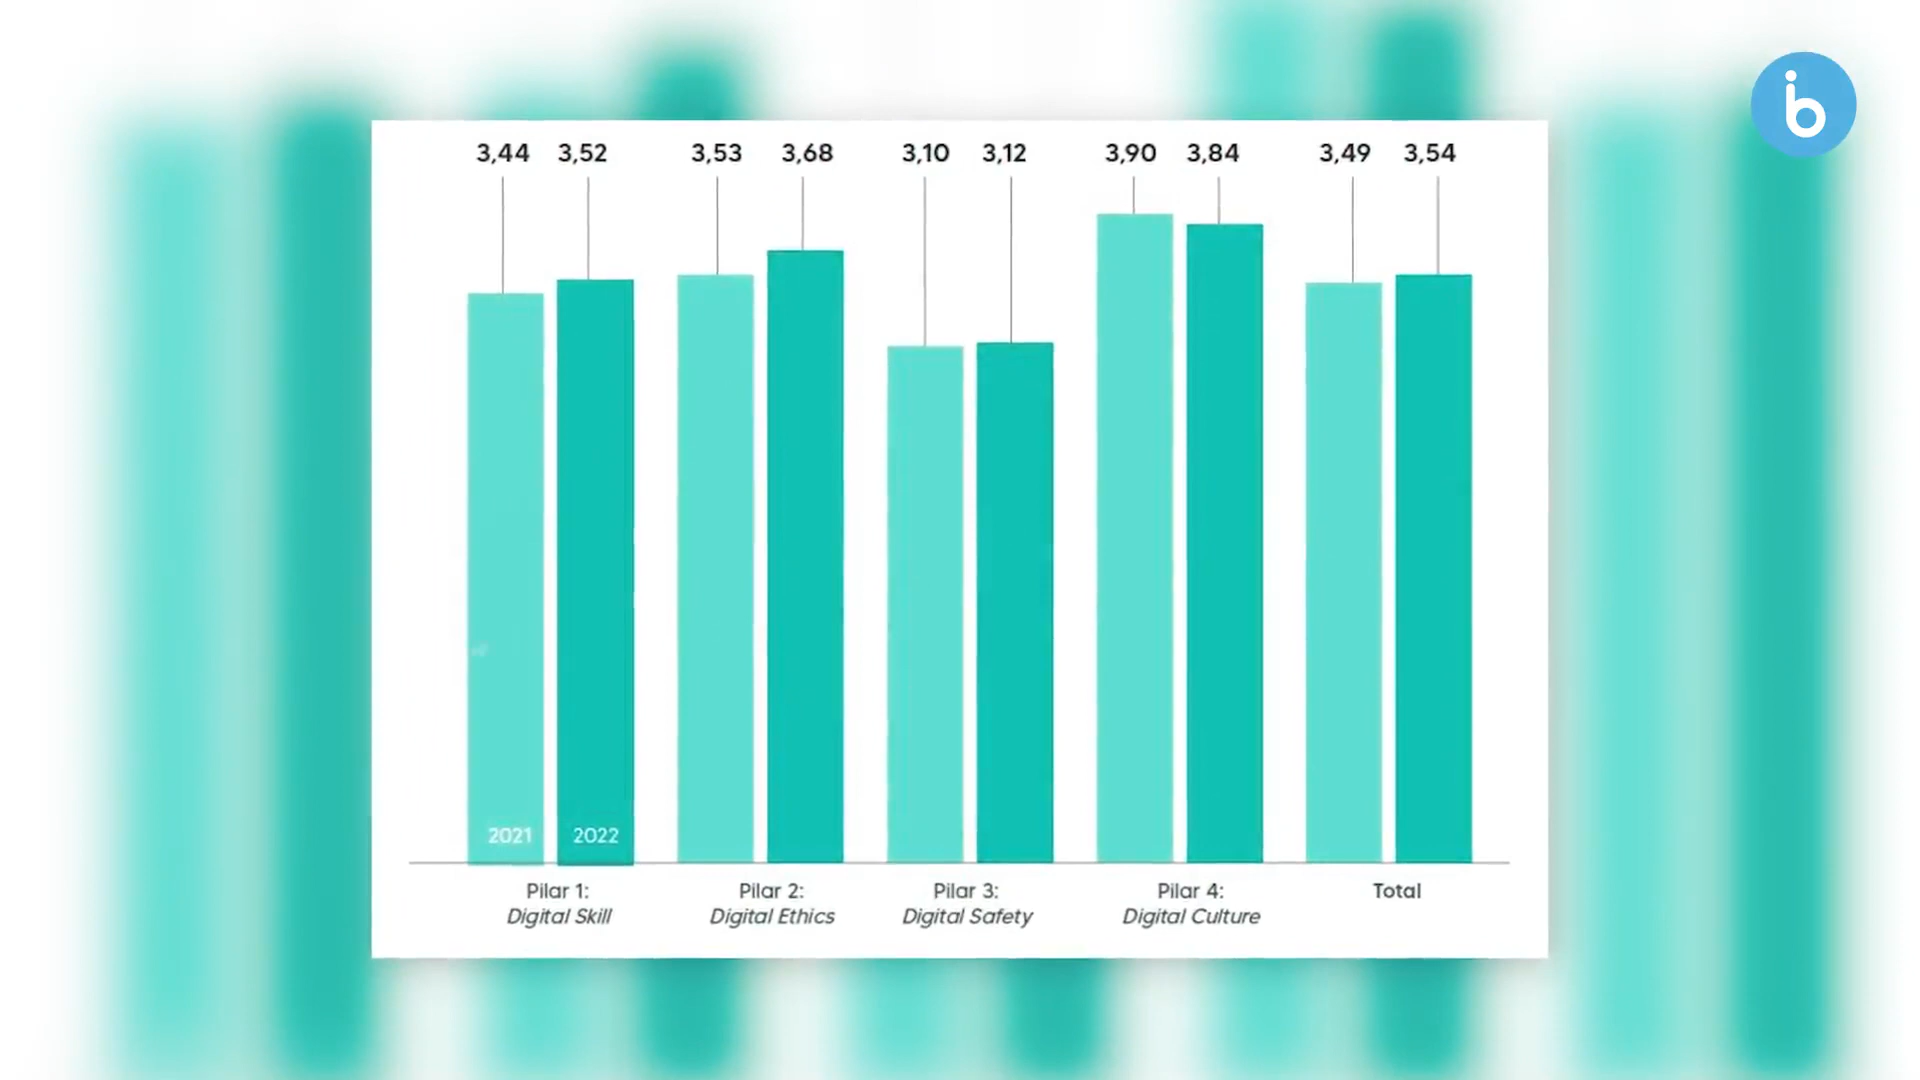 3,44 3,52 3,53 3,68 3,10 3,12 3,90 3,84 3,49 3,54
2021 2022
Pilar 1: Pilar 2: Pilar 3: Pilar 4: Total
Digital Skill Digital Ethics Digital Safety Digital Culture
b